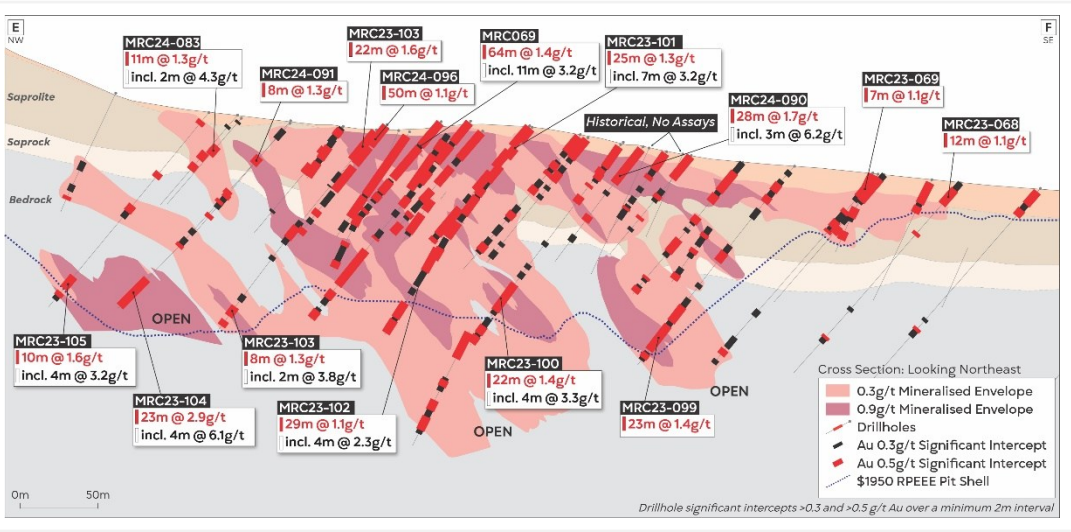 E
NW
F
SE
MRC24-083
11m @ 1.3g/t
incl. 2m @ 4.3g/t
MRC24-091
8m @ 1.3g/t
MRC23-103
22m @ 1.6g/t
MRC24-096
50m @ 1.1g/t
MRC069
64m @ 1.4g/t
incl. 11m @ 3.2g/t
MRC23-101
25m @ 1.3g/t
incl. 7m @ 3.2g/t
Historical, No Assays
MRC24-090
28m @ 1.7g/t
incl. 3m @ 6.2g/t
MRC23-069
7m @ 1.1g/t
MRC23-068
12m @ 1.1g/t
Saprolite
Saprock
Bedrock
OPEN
MRC23-105
10m @ 1.6g/t
incl. 4m @ 3.2g/t
MRC23-104
23m @ 2.9g/t
incl. 4m @ 6.1g/t
MRC23-103
8m @ 1.3g/t
incl. 2m @ 3.8g/t
MRC23-102
29m @ 1.1g/t
incl. 4m @ 2.3g/t
MRC23-100
22m @ 1.4g/t
incl. 4m @ 3.3g/t
OPEN
MRC23-099
23m @ 1.4g/t
OPEN
Cross Section: Looking Northeast
0.3g/t Mineralised Envelope
0.9g/t Mineralised Envelope
Drillholes
Au 0.3g/t Significant Intercept
Au 0.5g/t Significant Intercept
$1950 RPEEE Pit Shell
0m 50m
Drillhole significant intercepts >0.3 and >0.5 g/t Au over a minimum 2m interval